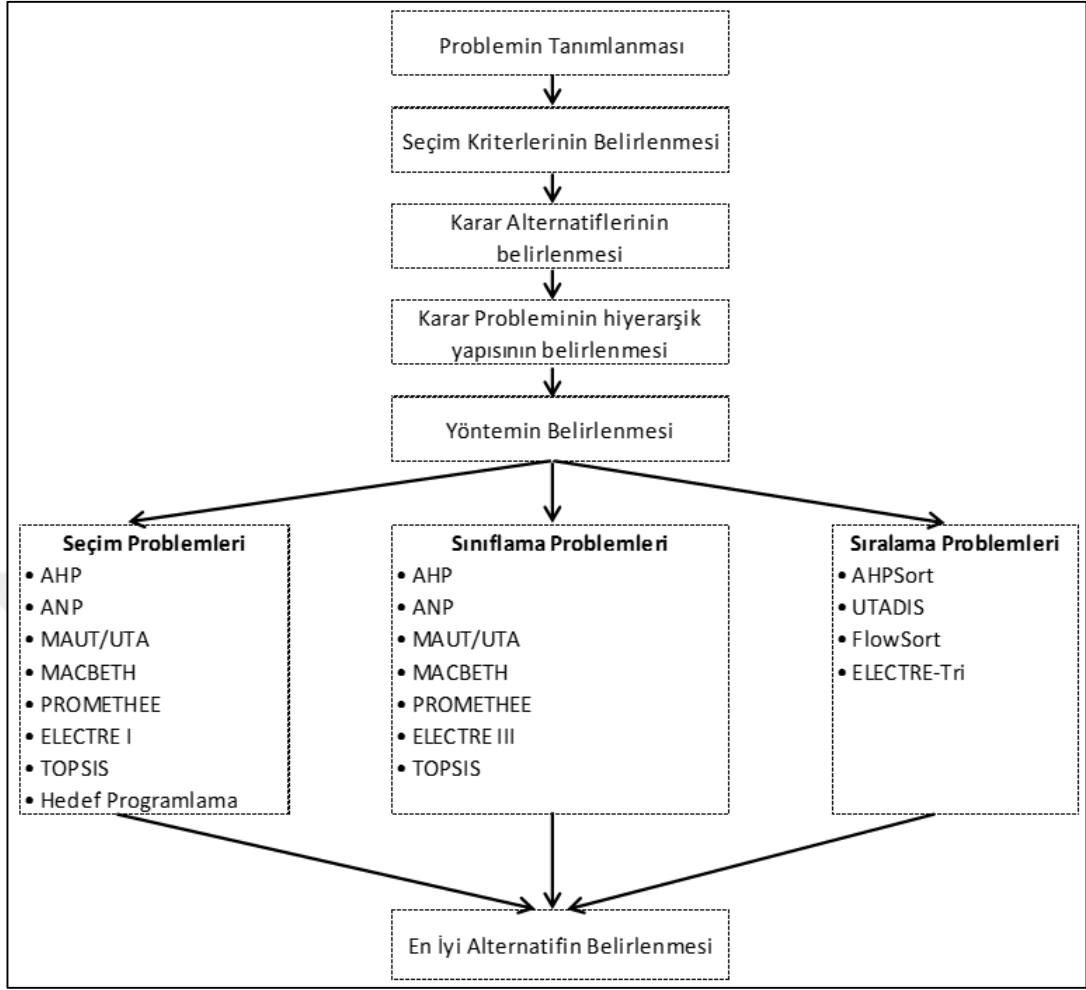 Problemin Tanımlanması
Seçim Kriterlerinin Belirlenmesi
Karar Alternatiflerinin
belirlenmesi
Karar Probleminin hiyerarşik
yapısının belirlenmesi
Yöntemin Belirlenmesi
Seçim Problemleri
• AHP
• ANP
• MAUT/UTA
• MACBETH
• PROMETHEE
• ELECTRE I
• TOPSIS
• Hedef Programlama
Sınıflama Problemleri
• AHP
• ANP
• MAUT/UTA
• MACBETH
• PROMETHEE
• ELECTRE III
• TOPSIS
Sıralama Problemleri
• AHPSort
• UTADIS
• FlowSort
• ELECTRE-Tri
En İyi Alternatifin Belirlenmesi